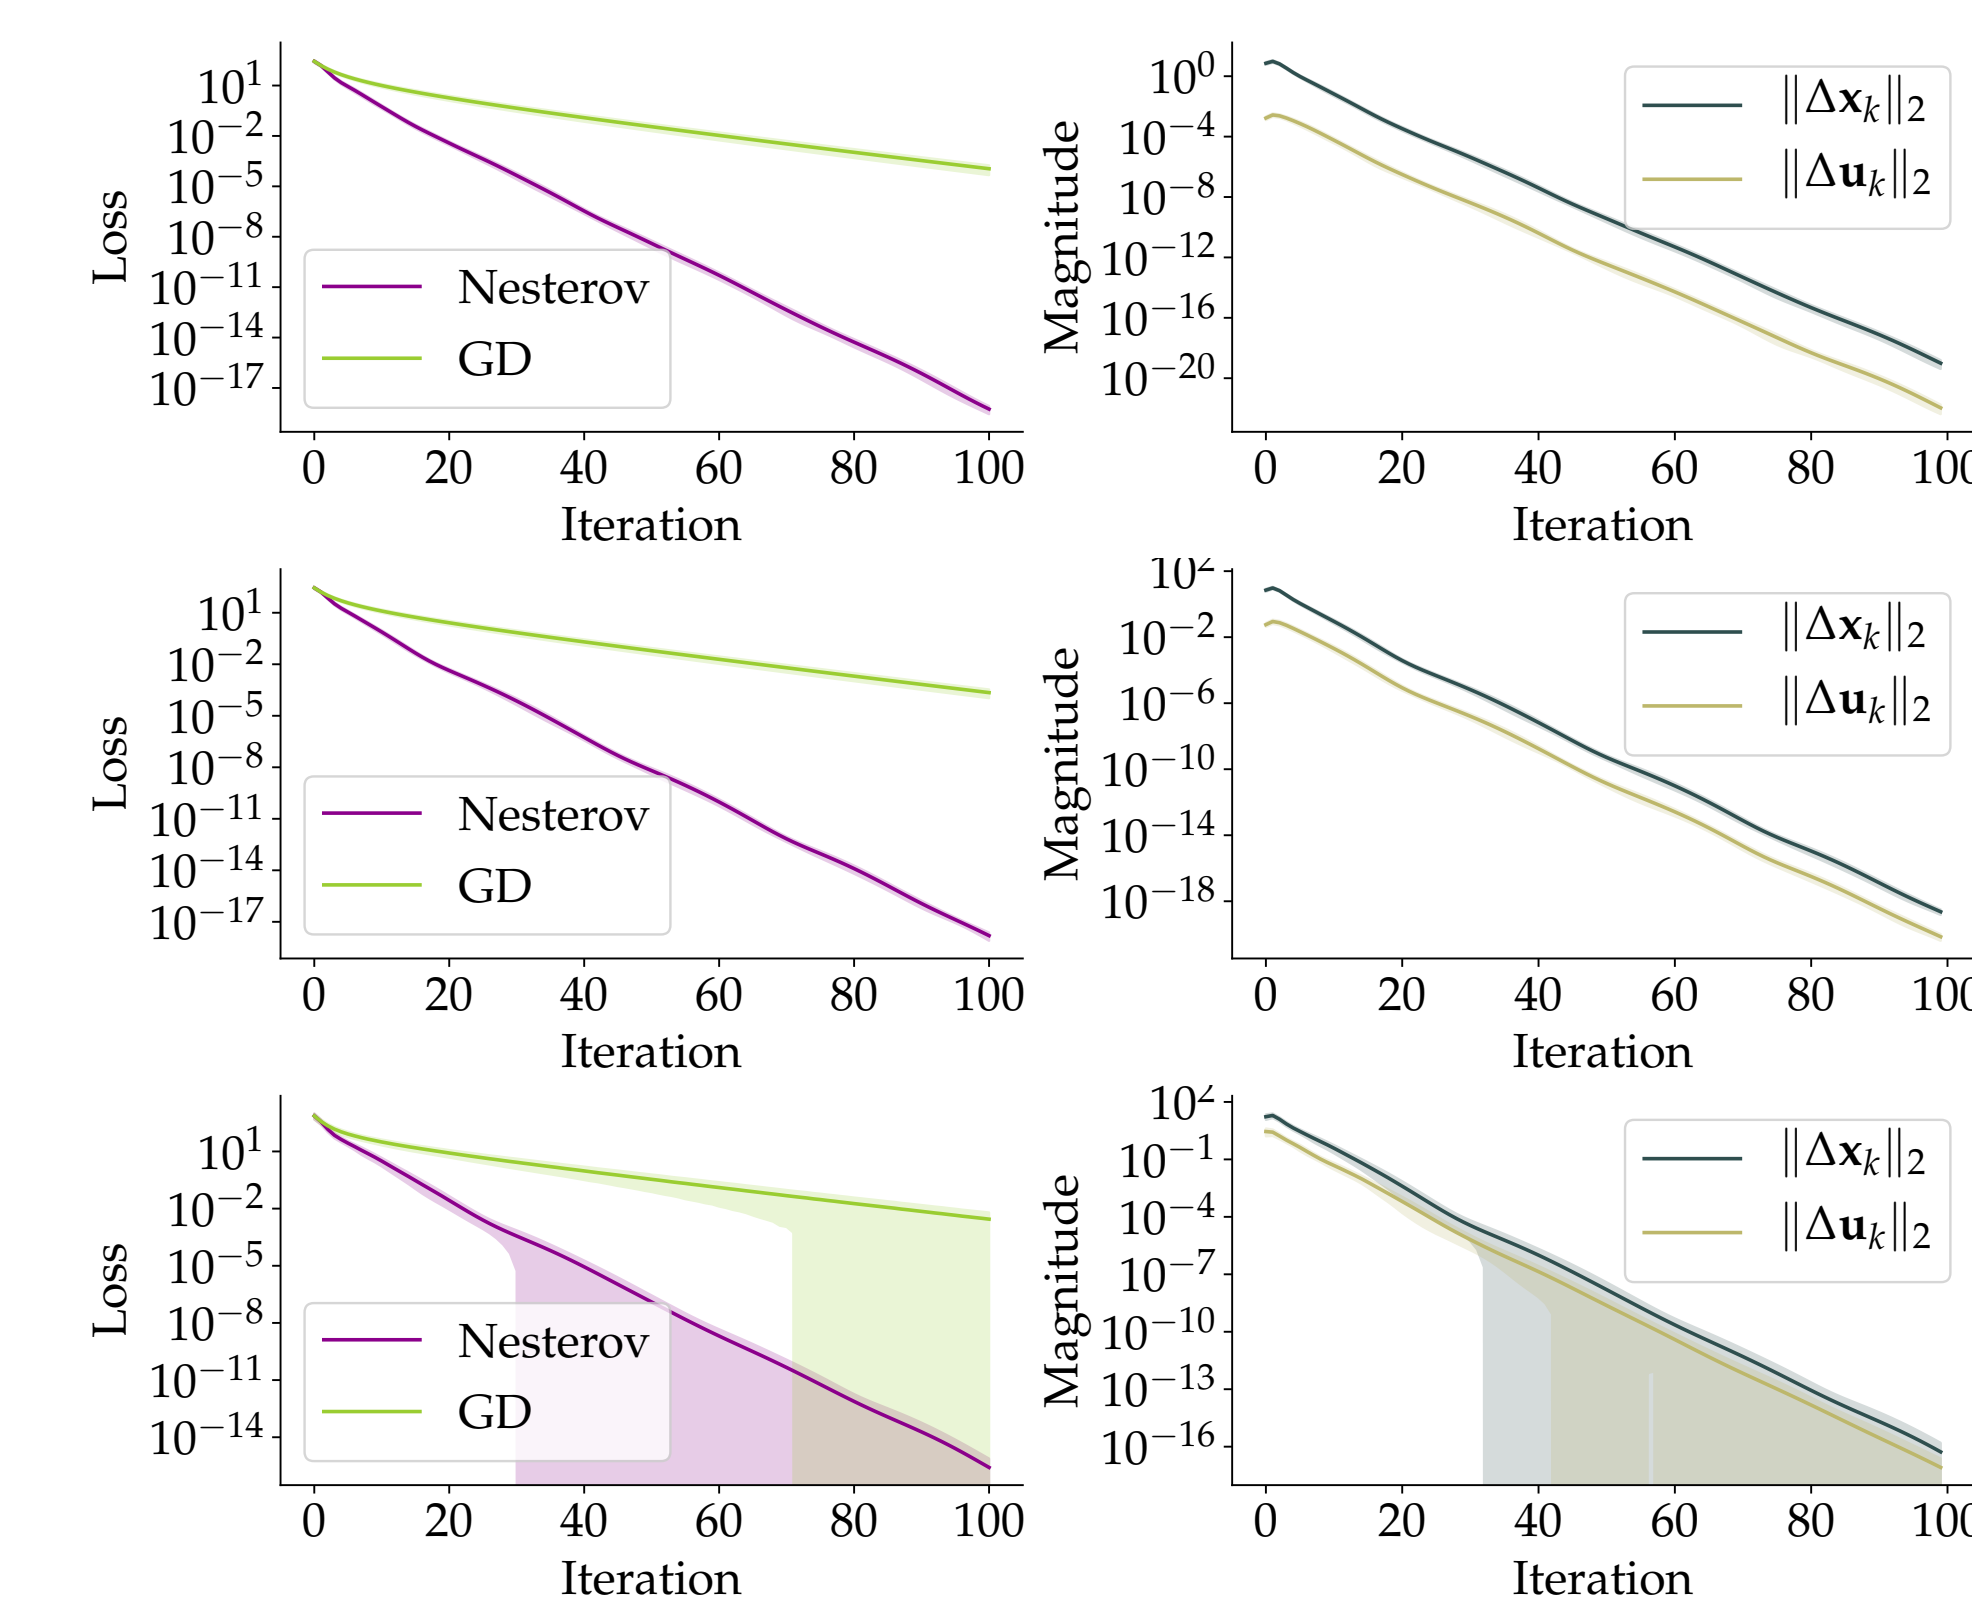 Loss
10^1
10^−2
10^−5
10^−8
10^−11
10^−14
10^−17
Nesterov
GD
0 20 40 60 80 100
Iteration
Magnitude
10^0
10^−4
10^−8
10^−12
10^−16
10^−20
‖Δx_k‖_2
‖Δu_k‖_2
0 20 40 60 80 100
Iteration
Loss
10^1
10^−2
10^−5
10^−8
10^−11
10^−14
10^−17
Nesterov
GD
0 20 40 60 80 100
Iteration
Magnitude
10^2
10^−2
10^−6
10^−10
10^−14
10^−18
‖Δx_k‖_2
‖Δu_k‖_2
0 20 40 60 80 100
Iteration
Loss
10^1
10^−2
10^−5
10^−8
10^−11
10^−14
Nesterov
GD
0 20 40 60 80 100
Iteration
Magnitude
10^2
10^−1
10^−4
10^−7
10^−10
10^−13
10^−16
‖Δx_k‖_2
‖Δu_k‖_2
0 20 40 60 80 100
Iteration